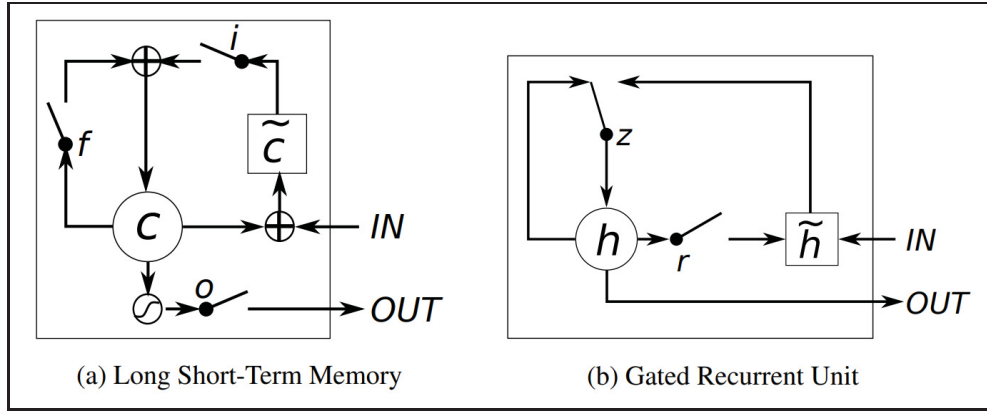 i
f
c̃
c
IN
o
OUT
(a) Long Short-Term Memory
z
h
r
h̃
IN
OUT
(b) Gated Recurrent Unit